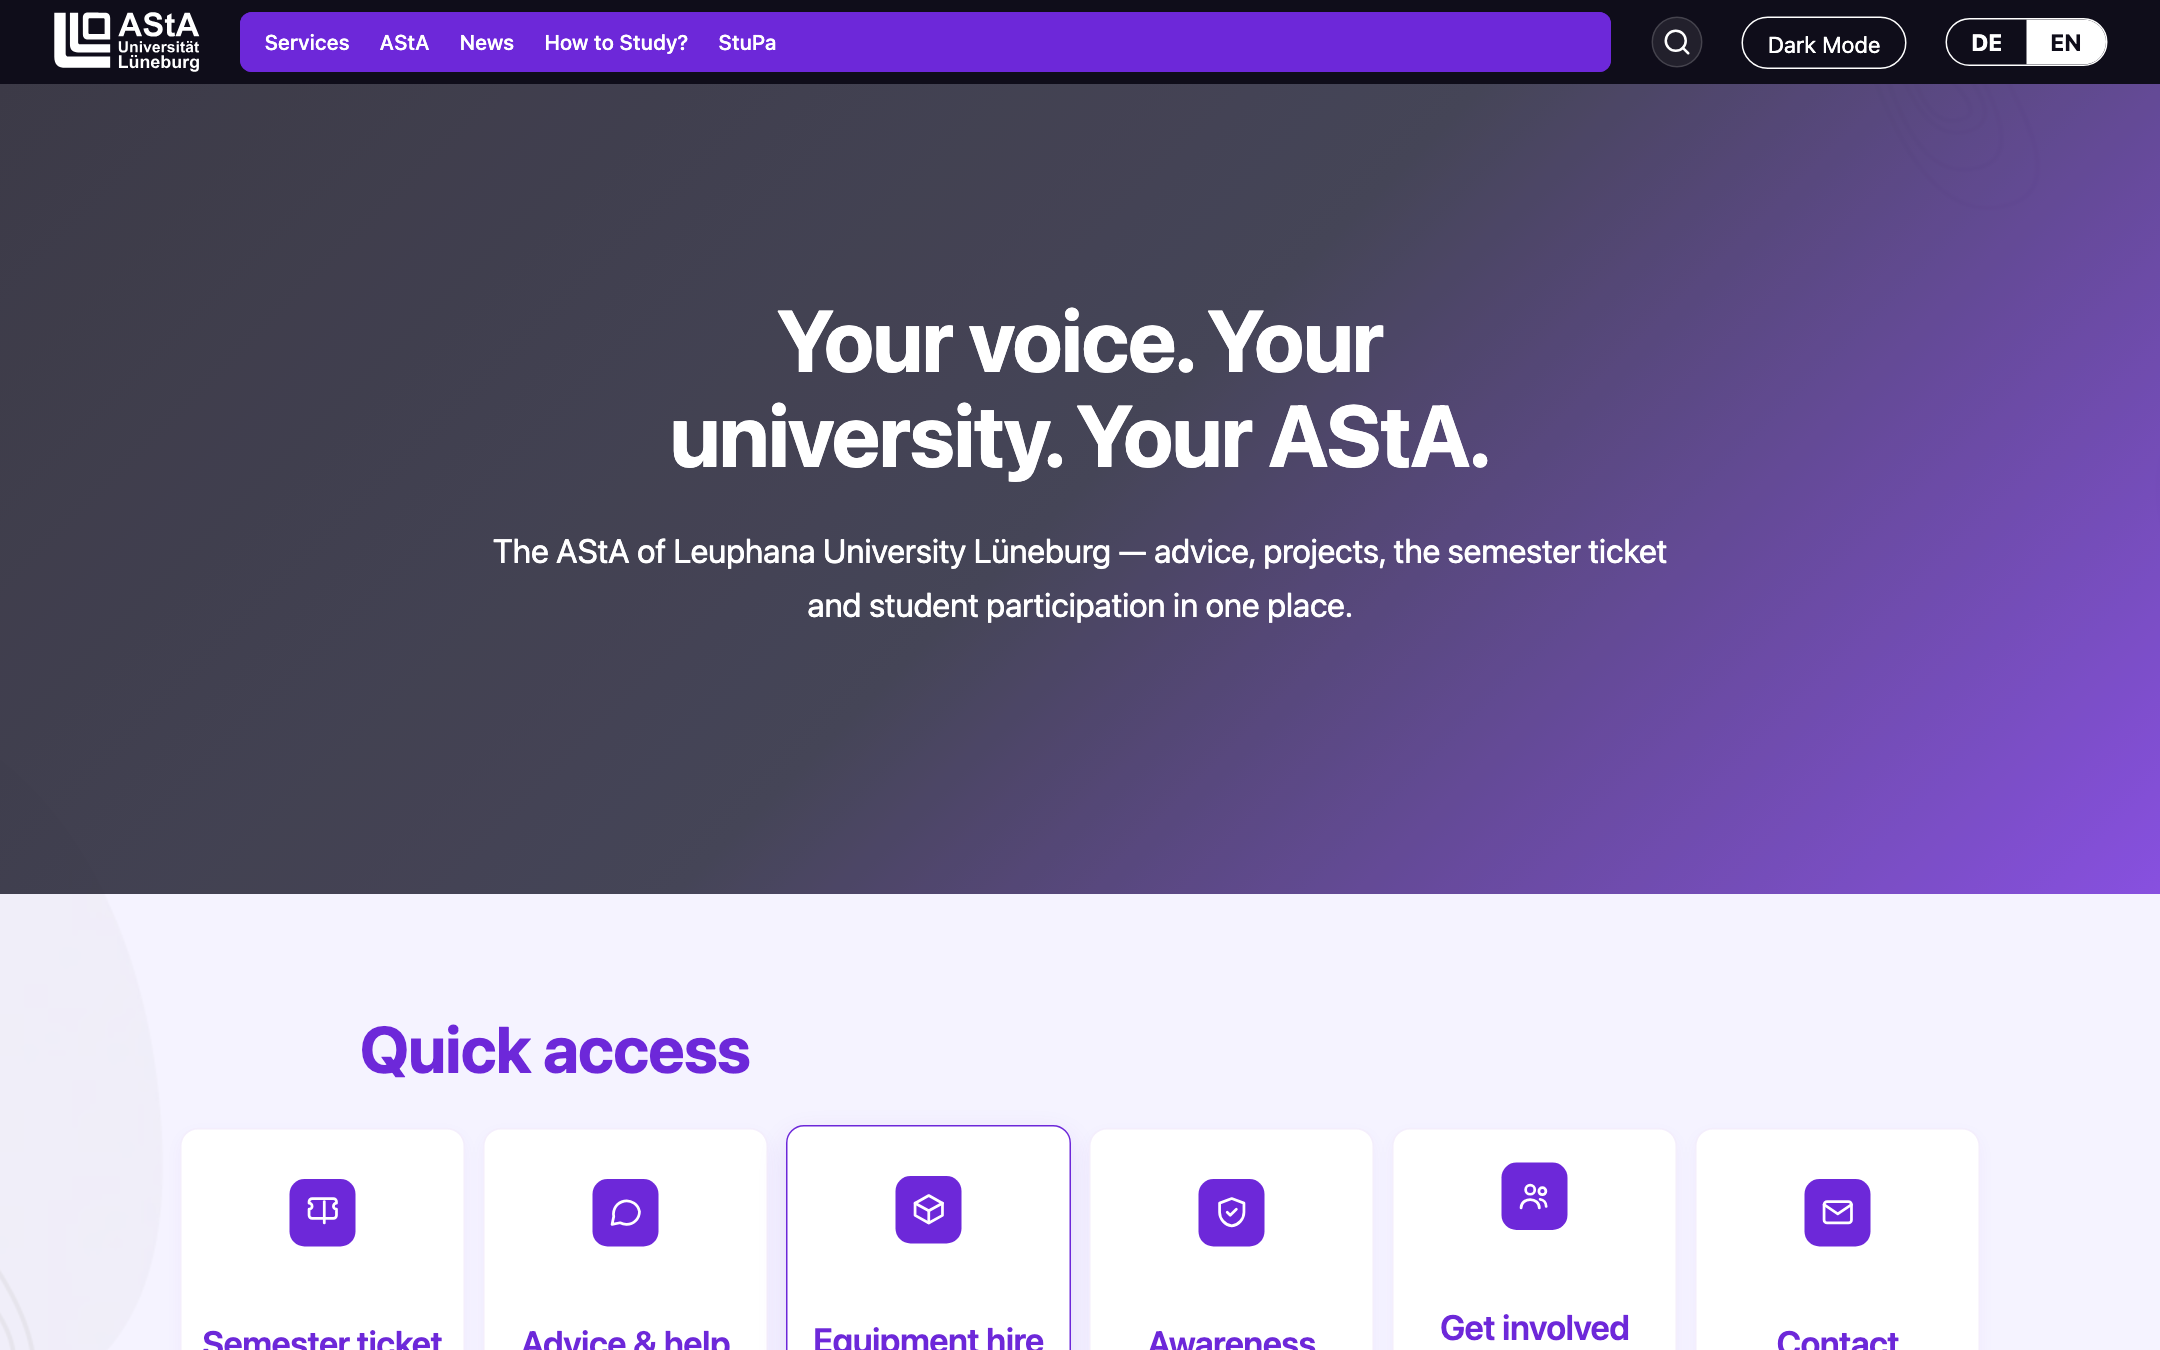 AStA
Universität
Lüneburg
Services
AStA
News
How to Study?
StuPa
Dark Mode
DE
EN
Your voice. Your
university. Your AStA.
The AStA of Leuphana University Lüneburg — advice, projects, the semester ticket
and student participation in one place.
Quick access
Semester ticket
Advice & help
Equipment hire
Awareness
Get involved
Contact